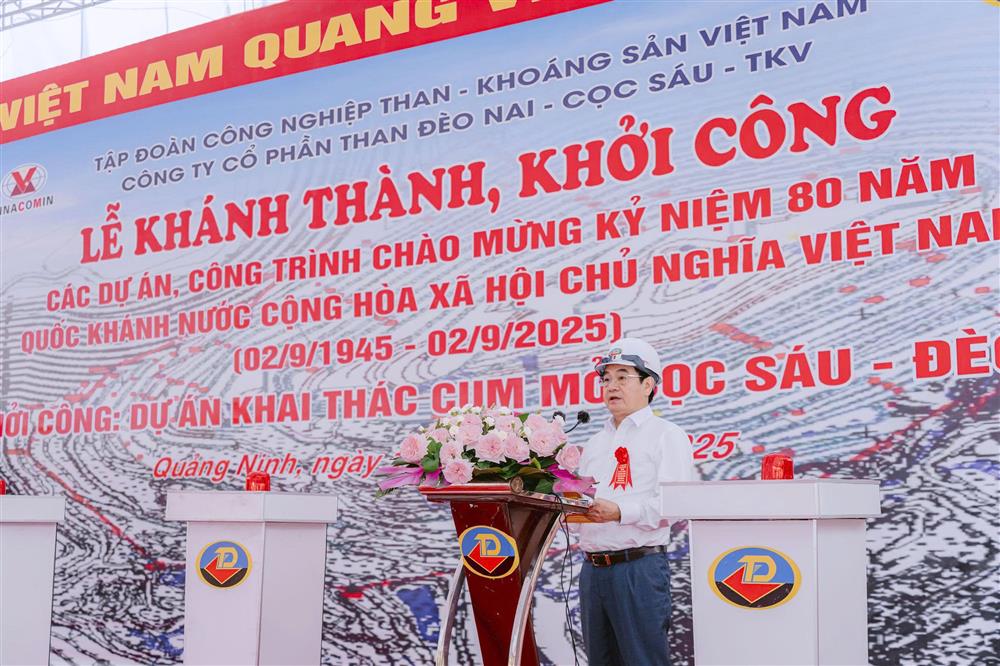 VIỆT NAM QUANG
TẬP ĐOÀN CÔNG NGHIỆP THAN - KHOÁNG SẢN VIỆT NAM
CÔNG TY CỔ PHẦN THAN ĐÈO NAI - CỌC SÁU - TKV
LỄ KHÁNH THÀNH, KHỞI CÔNG
CÁC DỰ ÁN, CÔNG TRÌNH CHÀO MỪNG KỶ NIỆM 80 NĂM
QUỐC KHÁNH NƯỚC CỘNG HÒA XÃ HỘI CHỦ NGHĨA VIỆT NA
(02/9/1945 - 02/9/2025)
CÔNG: DỰ ÁN KHAI THÁC CỤM MỎ CỌC SÁU - ĐÈO
Quảng Ninh, ngày
2025
NACOMIN